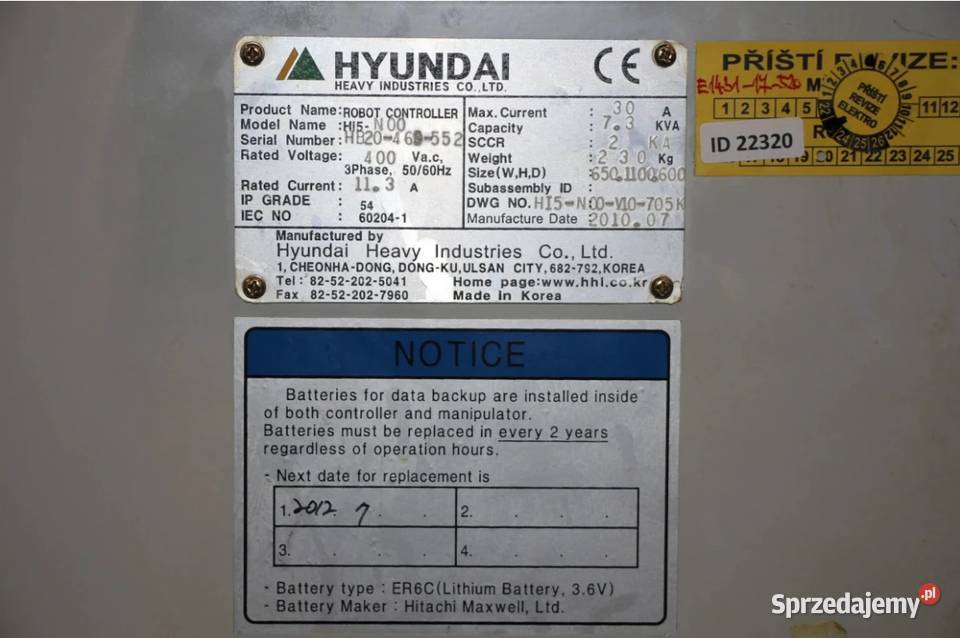 HYUNDAI
HEAVY INDUSTRIES CO., LTD.
CE
Product Name: ROBOT CONTROLLER
Model Name : Hi5-N00
Serial Number: HB20-469-552
Rated Voltage: 400 Va.c,
3Phase, 50/60Hz
Rated Current: 11.3 A
IP GRADE : 54
IEC NO : 60204-1
Max. Current : 30 A
Capacity : 7.3 KVA
SCCR : 2 KA
Weight : 230 Kg
Size(W,H,D) : 650.1100.600
Subassembly ID :
DWG NO. HI5-N00-V10-705K
Manufacture Date : 2010.07
Manufactured by
Hyundai Heavy Industries Co., Ltd.
1, CHEONHA-DONG, DONG-KU, ULSAN CITY, 682-792, KOREA
Tel : 82-52-202-5041 Home page:www.hhi.co.kr
Fax 82-52-202-7960 Made in Korea
PŘÍŠTÍ REVIZE:
M
1 2 3 4 5 11 12
PŘÍŠTÍ
REVIZE
ELEKTRO
ID 22320
20 21 22 23 24 25
NOTICE
Batteries for data backup are installed inside
of both controller and manipulator.
Batteries must be replaced in every 2 years
regardless of operation hours.
- Next date for replacement is
1. 2012. 7 . . 2. . . .
3. . . . 4. . . .
- Battery type : ER6C(Lithium Battery, 3.6V)
- Battery Maker : Hitachi Maxwell, Ltd.
Sprzedajemy.pl